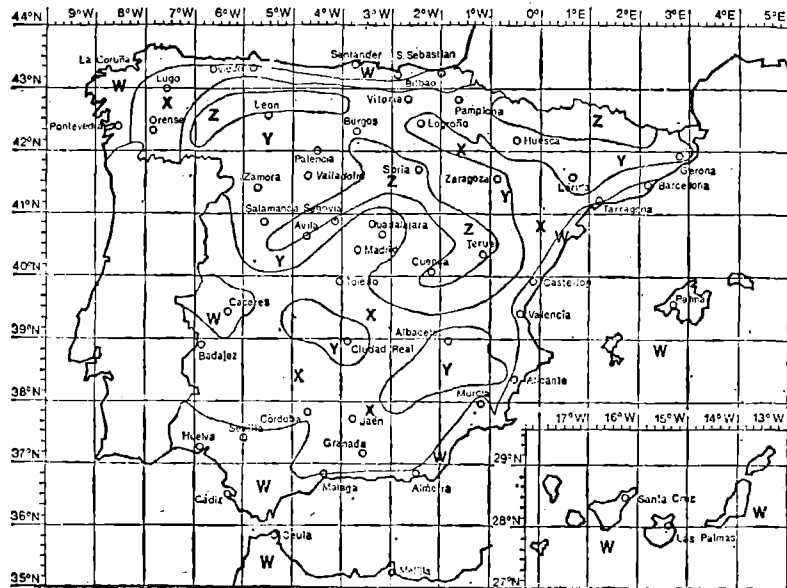 44°N 9°W 8°W 7°W 6°W 5°W 4°W 3°W 2°W 1°W 0° 1°E 2°E 3°E 4°E 5°E
La Coruña Oviedo Santander S. Sebastian
43°N W Lugo W Bilbao
X Leon Vitoria Pamplona
Pontevedra Orense Z Burgos Logroño Z
42°N Y Huesca
Palencia X Y Gerona
Zamora Valladolid Soria Zaragoza Lerida Barcelona
Z Y
41°N Salamanca Segovia Tarragona
Avila Guadalajara Z X W
Y Madrid Teruel
40°N Cuenca
Toledo Castellon Palma
Caceres X
W Valencia
39°N Albacete W
Badajoz Y Ciudad Real
X Y
38°N Murcia Alicante
Córdoba X
Jaén 17°W 16°W 15°W 14°W 13°W
Huelva Sevilla
37°N Granada W 29°N
W Malaga Almeria Santa Cruz
Cádiz W
36°N 28°N
Ceuta Las Palmas
W W
35°N Melilla 27°N